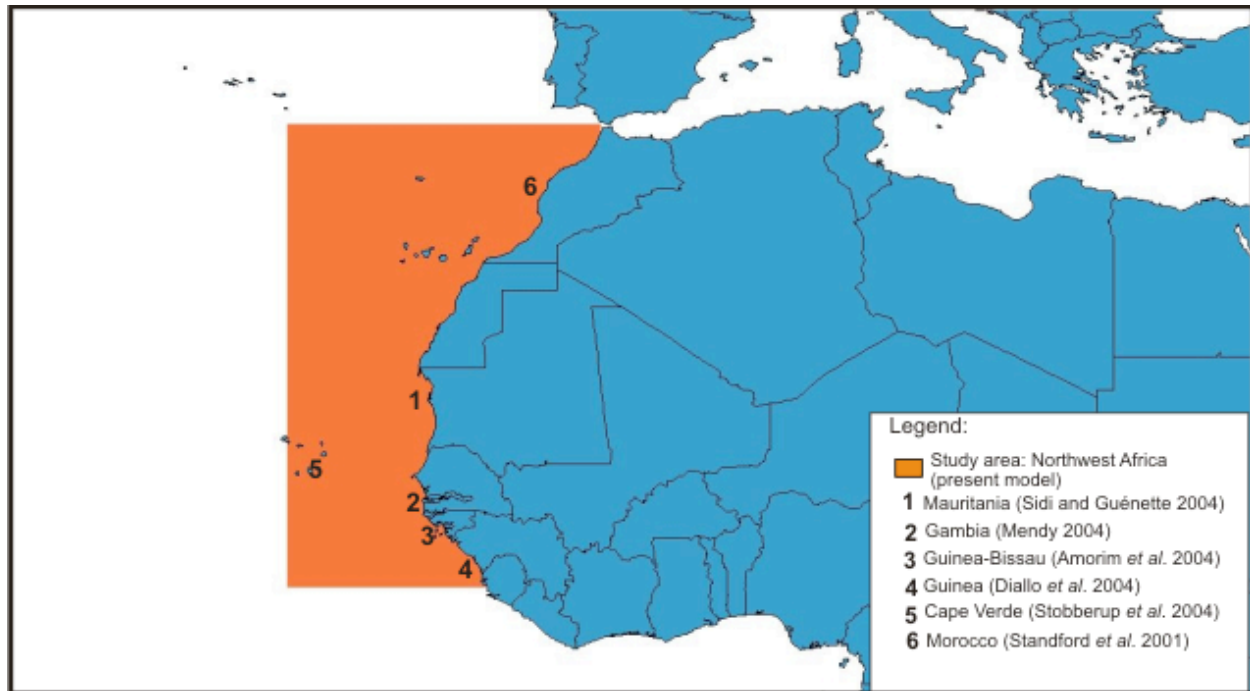 6
1
5
2
3
4
Legend:
Study area: Northwest Africa
(present model)
1 Mauritania (Sidi and Guénette 2004)
2 Gambia (Mendy 2004)
3 Guinea-Bissau (Amorim et al. 2004)
4 Guinea (Diallo et al. 2004)
5 Cape Verde (Stobberup et al. 2004)
6 Morocco (Standford et al. 2001)